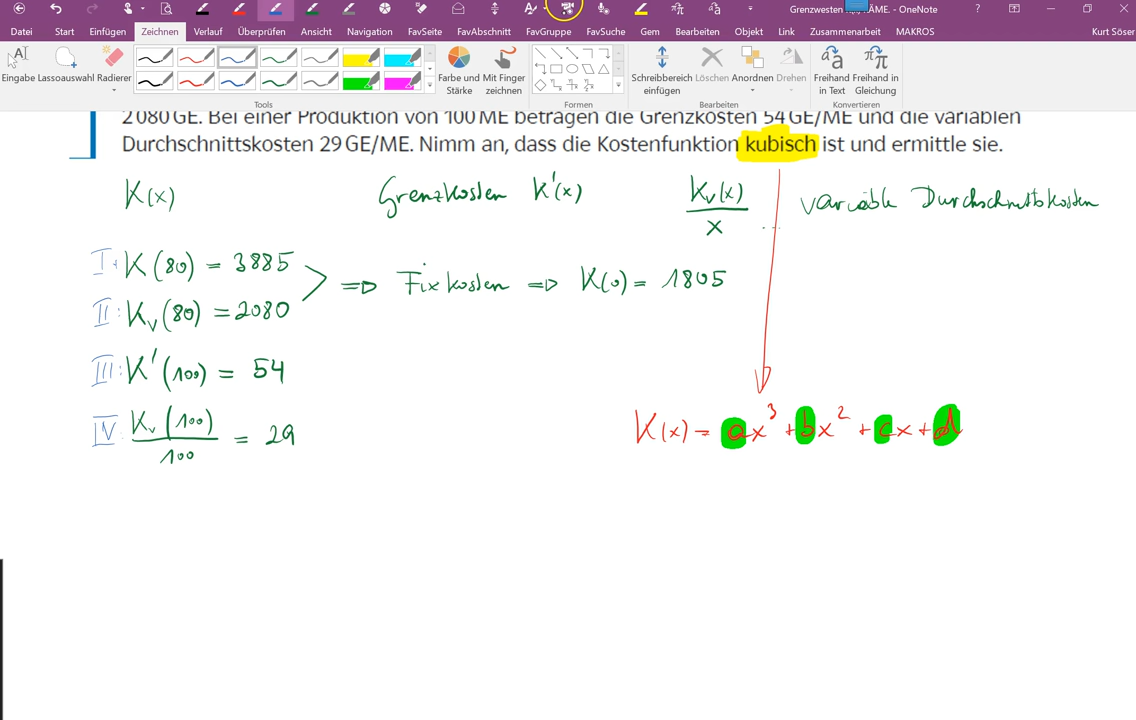 Grenzwesten
AME. – OneNote
?
Datei Start Einfügen Zeichnen Verlauf Überprüfen Ansicht Navigation FavSeite FavAbschnitt FavGruppe FavSuche Gem Bearbeiten Objekt Link Zusammenarbeit MAKROS Kurt Söser
Eingabe Lassoauswahl Radierer
Farbe und Stärke
Mit Finger zeichnen
Schreibbereich einfügen
Löschen Anordnen Drehen
Freihand in Text
Freihand in Gleichung
Tools Formen Bearbeiten Konvertieren
2080 GE. Bei einer Produktion von 100 ME betragen die Grenzkosten 54 GE/ME und die variablen
Durchschnittskosten 29 GE/ME. Nimm an, dass die Kostenfunktion kubisch ist und ermittle sie.
K(x) Grenzkosten K'(x) Kv(x)/x variable Durchschnittskosten
I: K(80) = 3885
⇒ Fixkosten ⇒ K(0) = 1805
II: Kv(80) = 2080
III: K'(100) = 54
IV: Kv(100)/100 = 29
K(x) = ax³ + bx² + cx + d